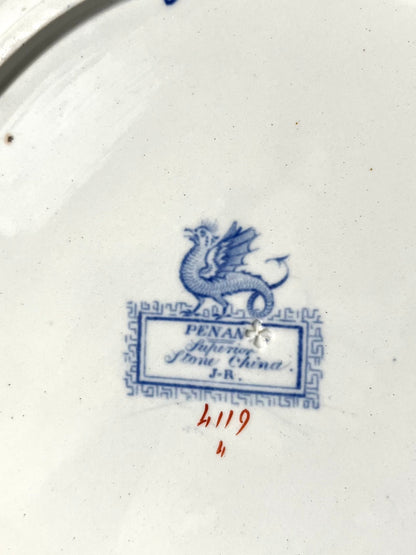 PENAN
Superior
Stone China.
J.R.
4119
4